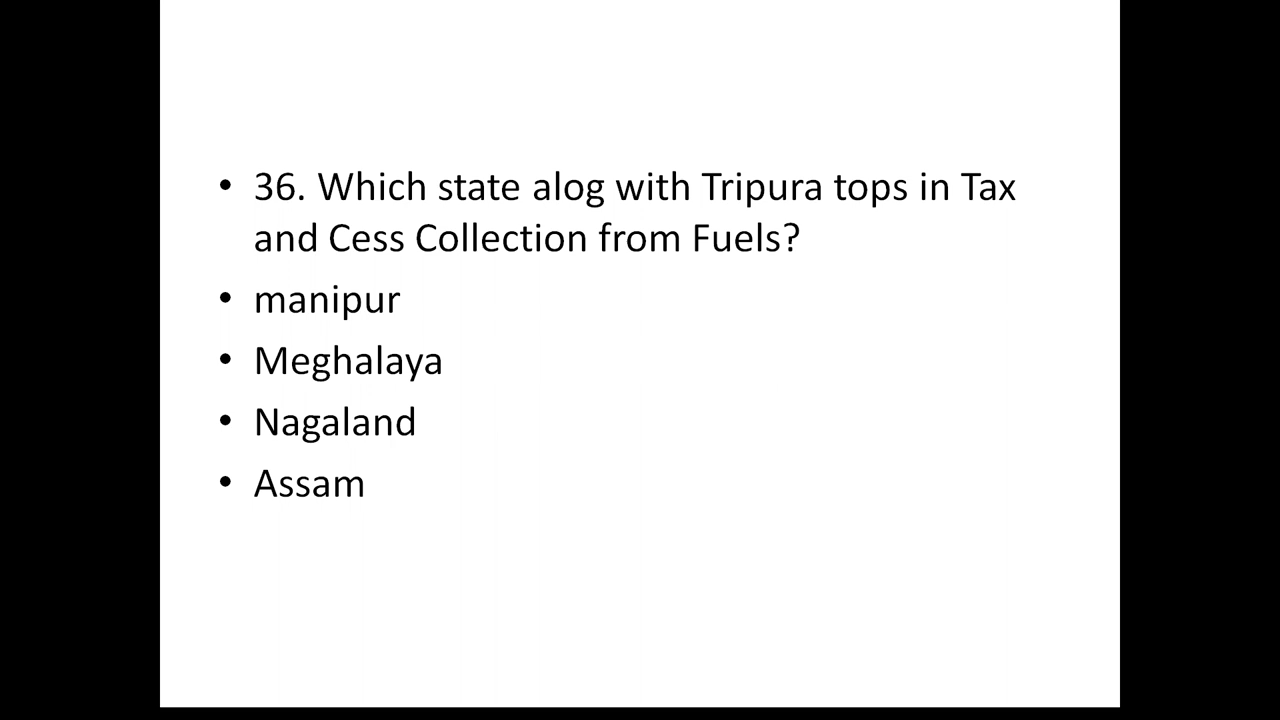 • 36. Which state alog with Tripura tops in Tax
and Cess Collection from Fuels?
• manipur
• Meghalaya
• Nagaland
• Assam